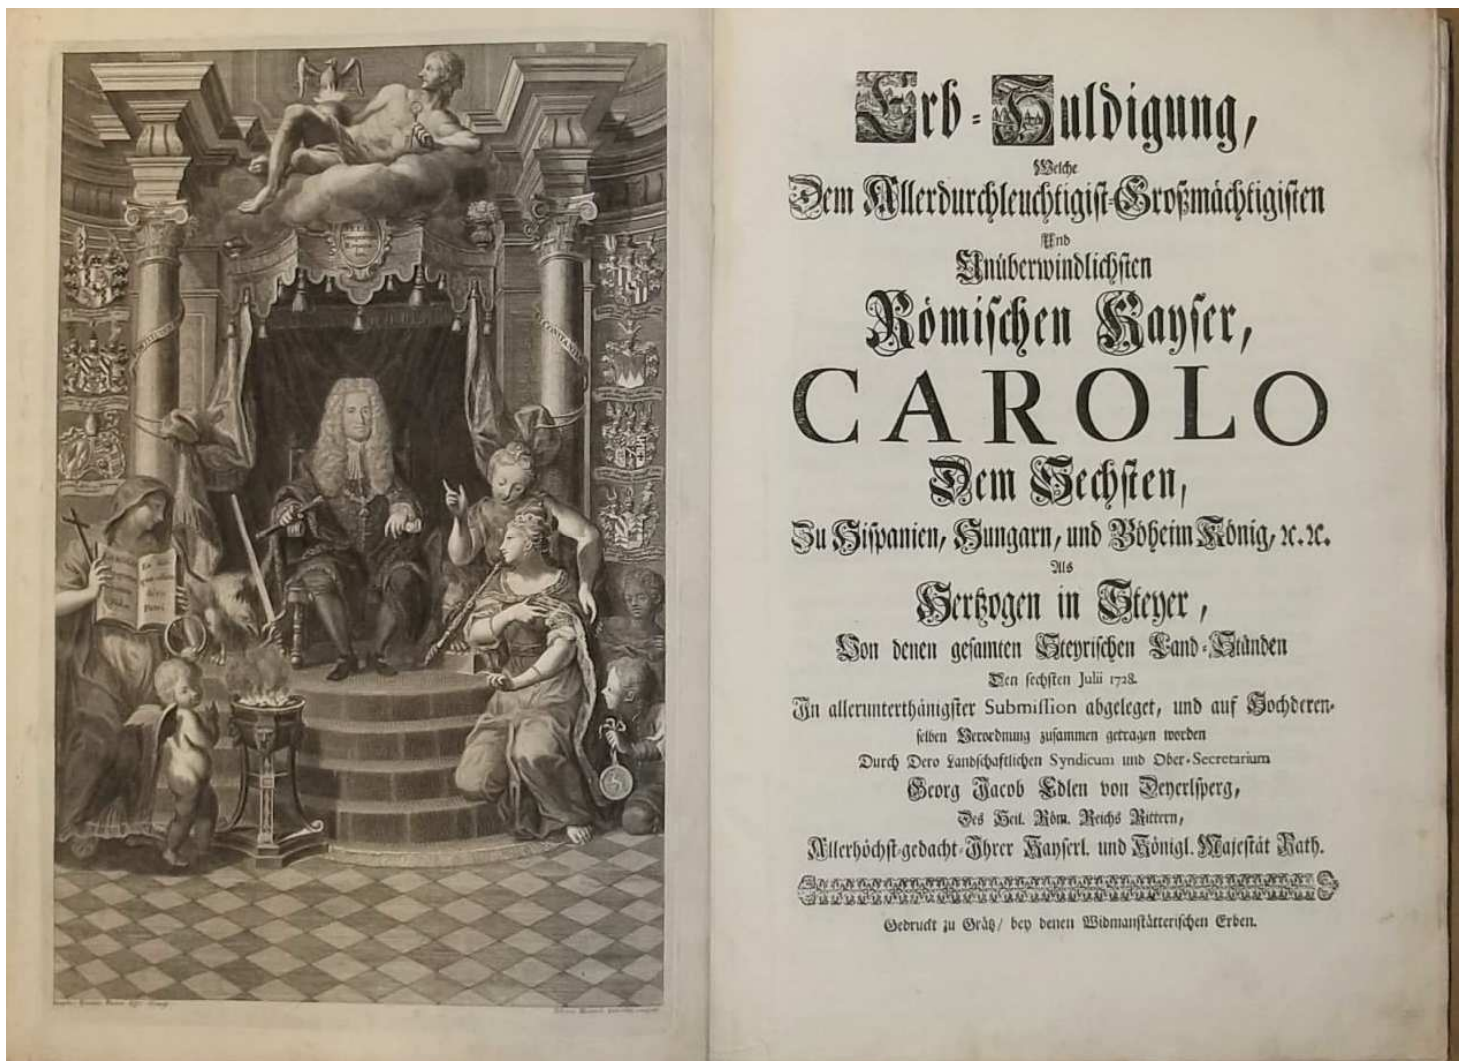 CONSTANTIA
Erb-Huldigung,
Welche
Dem Allerdurchleuchtigist-Großmächtigisten
Und
Unüberwindlichsten
Römischen Kayser,
CAROLO
Dem Sechsten,
Zu Hispanien, Hungarn, und Böheim König, ꝛc. ꝛc.
Als
Hertzogen in Steyer,
Von denen gesamten Steyrischen Land-Ständen
Den sechsten Julii 1728.
In allerunterthänigster Submission abgeleget, und auf Hochderen-
selben Verordnung zusammen getragen worden
Durch Dero Landschaftlichen Syndicum und Ober-Secretarium
Georg Jacob Edlen von Deyerlsperg,
Des Heil. Röm. Reichs Rittern,
Allerhöchst-gedacht-Ihrer Kayserl. und Königl. Majestät Rath.
Gedruckt zu Grätz / bey denen Widmanstätterischen Erben.